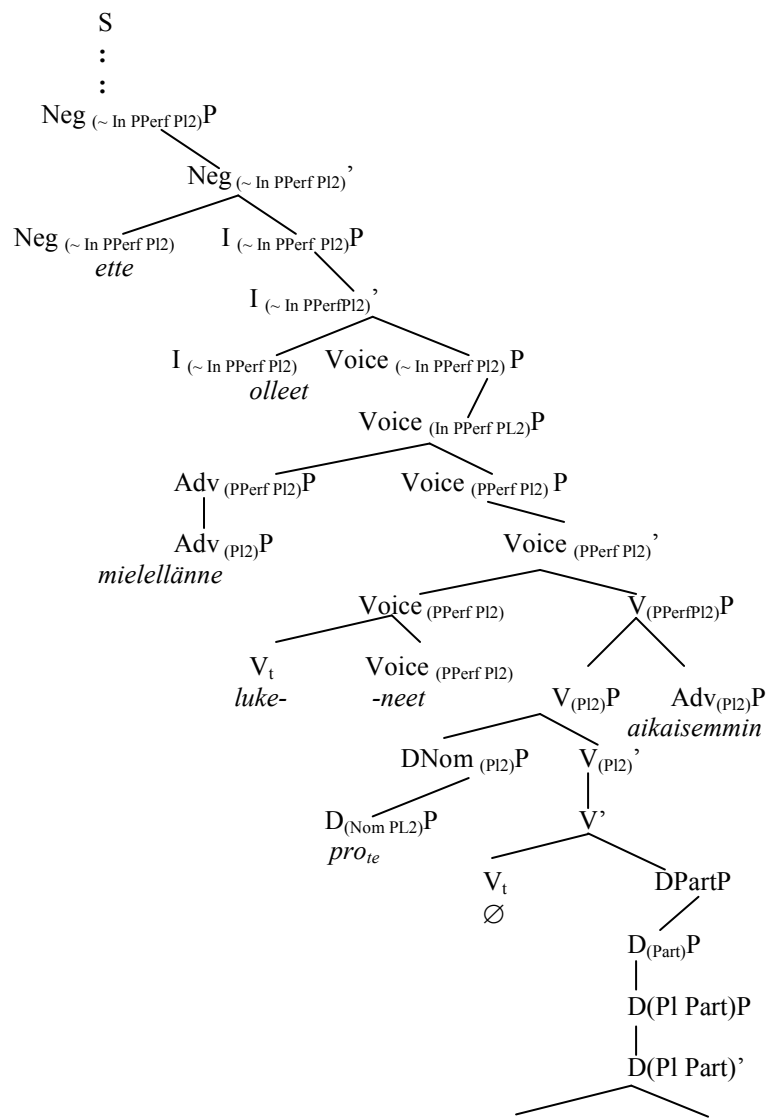 S
:
:
Neg (~ In PPerf Pl2)P
Neg (~ In PPerf Pl2)’
Neg (~ In PPerf Pl2) I (~ In PPerf Pl2)P
ette
I (~ In PPerfPl2)’
I (~ In PPerf Pl2) Voice (~ In PPerf Pl2) P
olleet
Voice (In PPerf PL2)P
Adv (PPerf Pl2)P Voice (PPerf Pl2) P
Adv (Pl2)P Voice (PPerf Pl2)’
mielellänne
Voice (PPerf Pl2) V(PPerfPl2)P
Vt Voice (PPerf Pl2) V(Pl2)P Adv(Pl2)P
luke- -neet aikaisemmin
DNom (Pl2)P V(Pl2)’
D(Nom PL2)P V’
prote
Vt DPartP
∅
D(Part)P
D(Pl Part)P
D(Pl Part)’